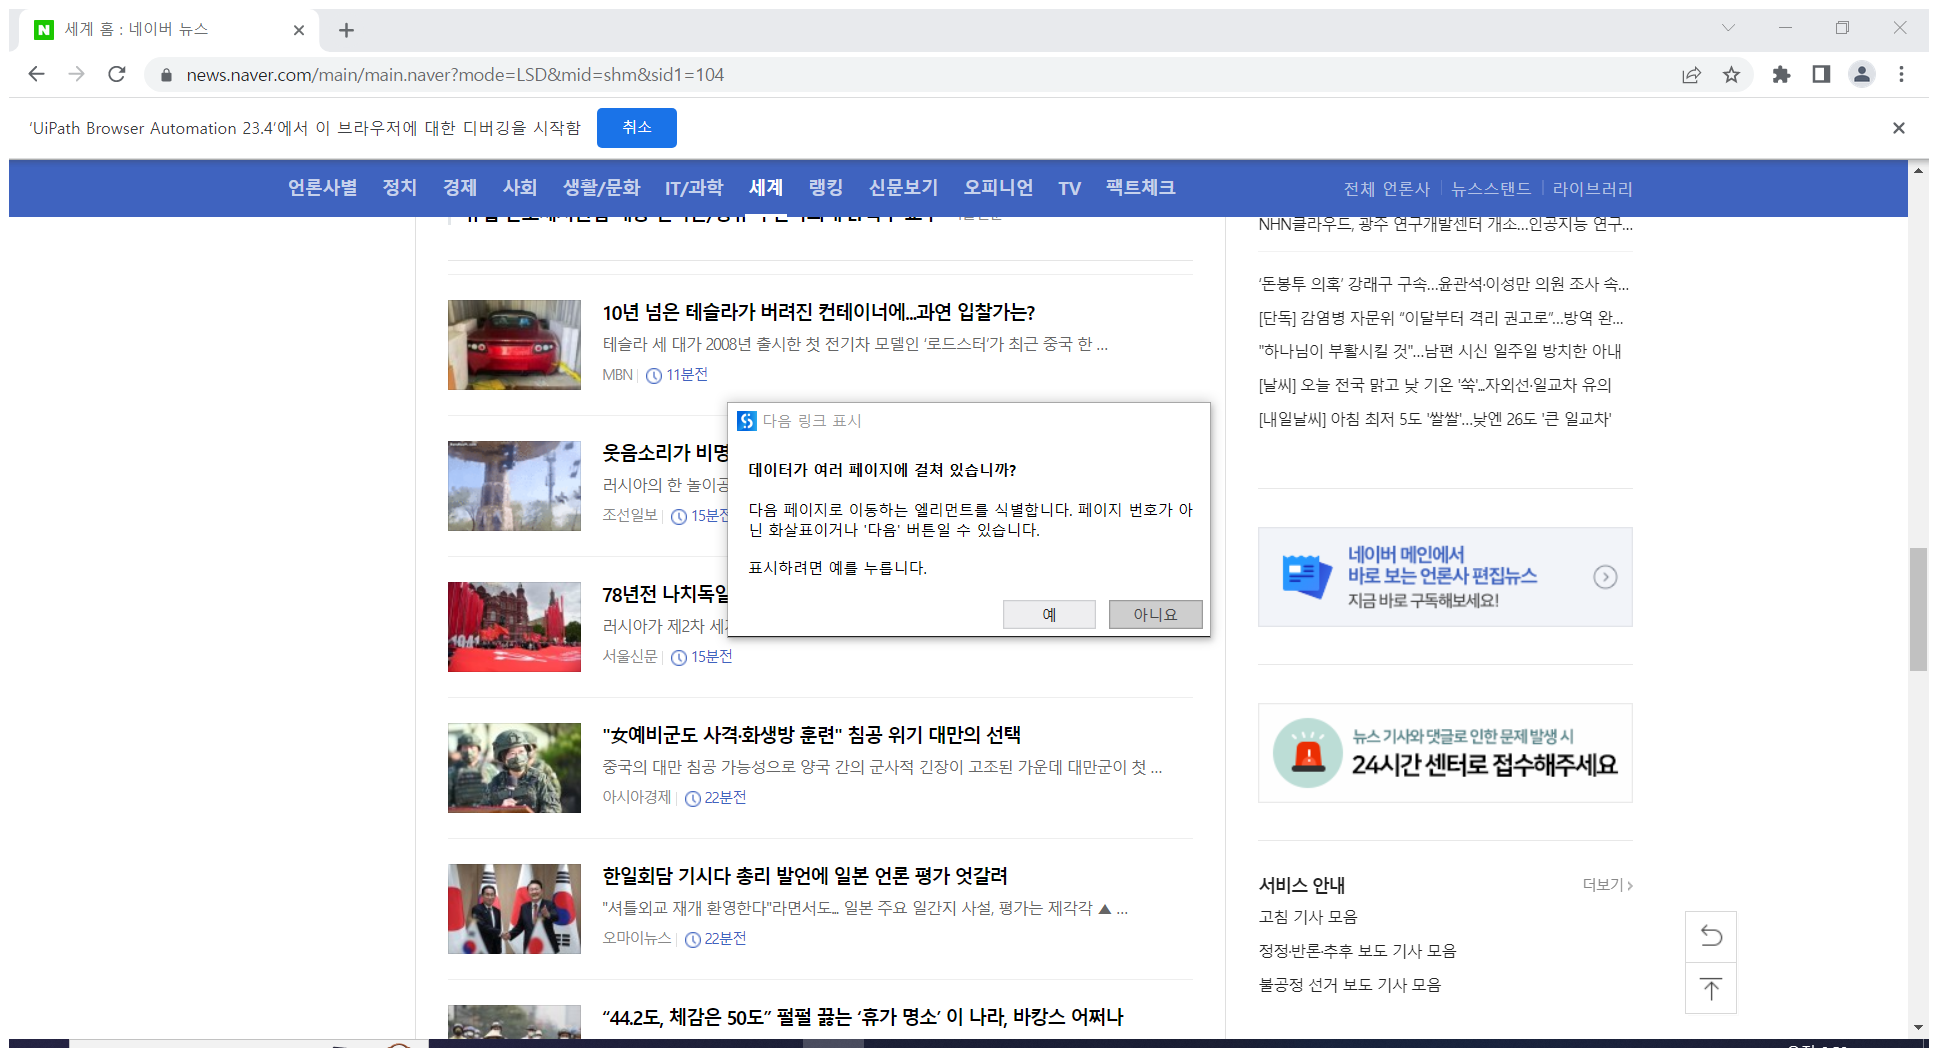 세계 홈 : 네이버 뉴스
news.naver.com/main/main.naver?mode=LSD&mid=shm&sid1=104
'UiPath Browser Automation 23.4'에서 이 브라우저에 대한 디버깅을 시작함
취소
언론사별 정치 경제 사회 생활/문화 IT/과학 세계 랭킹 신문보기 오피니언 TV 팩트체크
전체 언론사 뉴스스탠드 라이브러리
10년 넘은 테슬라가 버려진 컨테이너에...과연 입찰가는?
테슬라 세 대가 2008년 출시한 첫 전기차 모델인 '로드스터'가 최근 중국 한 ...
MBN 11분전
웃음소리가 비명
러시아의 한 놀이공
조선일보 15분전
78년전 나치독일
러시아가 제2차 세
서울신문 15분전
"女예비군도 사격·화생방 훈련" 침공 위기 대만의 선택
중국의 대만 침공 가능성으로 양국 간의 군사적 긴장이 고조된 가운데 대만군이 첫 ...
아시아경제 22분전
한일회담 기시다 총리 발언에 일본 언론 평가 엇갈려
"셔틀외교 재개 환영한다"라면서도... 일본 주요 일간지 사설, 평가는 제각각 ▲ ...
오마이뉴스 22분전
“44.2도, 체감은 50도” 펄펄 끓는 ‘휴가 명소’ 이 나라, 바캉스 어쩌나
다음 링크 표시
데이터가 여러 페이지에 걸쳐 있습니까?
다음 페이지로 이동하는 엘리먼트를 식별합니다. 페이지 번호가 아
닌 화살표이거나 '다음' 버튼일 수 있습니다.
표시하려면 예를 누릅니다.
예 아니요
NHN클라우드, 광주 연구개발센터 개소...인공지능 연구...
'돈봉투 의혹' 강래구 구속...윤관석·이성만 의원 조사 속...
[단독] 감염병 자문위 “이달부터 격리 권고로”...방역 완...
"하나님이 부활시킬 것"...남편 시신 일주일 방치한 아내
[날씨] 오늘 전국 맑고 낮 기온 '쑥'...자외선·일교차 유의
[내일날씨] 아침 최저 5도 '쌀쌀'...낮엔 26도 '큰 일교차'
네이버 메인에서
바로 보는 언론사 편집뉴스
지금 바로 구독해보세요!
뉴스 기사와 댓글로 인한 문제 발생 시
24시간 센터로 접수해주세요
서비스 안내 더보기
고침 기사 모음
정정·반론·추후 보도 기사 모음
불공정 선거 보도 기사 모음